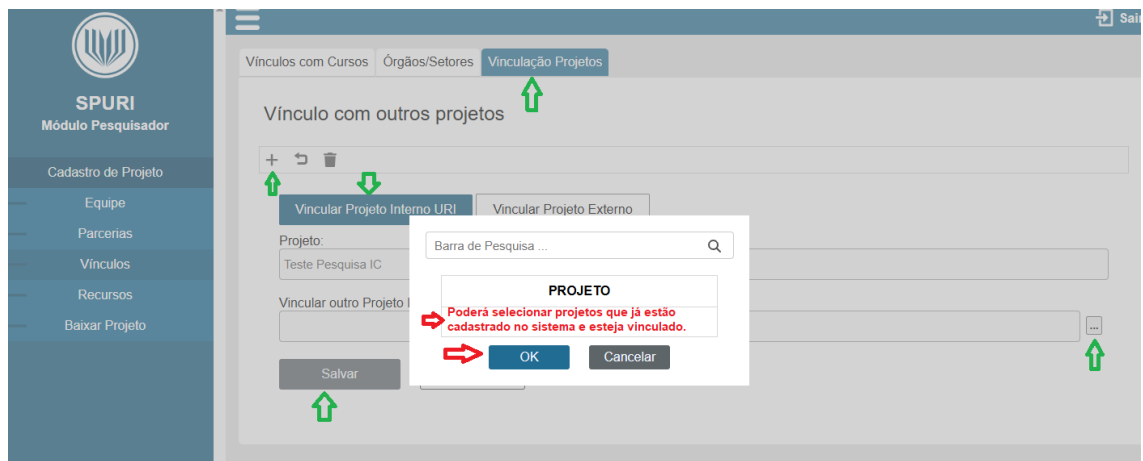 Sair
SPURI
Módulo Pesquisador
Cadastro de Projeto
Equipe
Parcerias
Vínculos
Recursos
Baixar Projeto
Vínculos com Cursos
Órgãos/Setores
Vinculação Projetos
Vínculo com outros projetos
Vincular Projeto Interno URI
Vincular Projeto Externo
Projeto:
Teste Pesquisa IC
Vincular outro Projeto
...
Salvar
Barra de Pesquisa ...
PROJETO
Poderá selecionar projetos que já estão
cadastrado no sistema e esteja vinculado.
OK
Cancelar